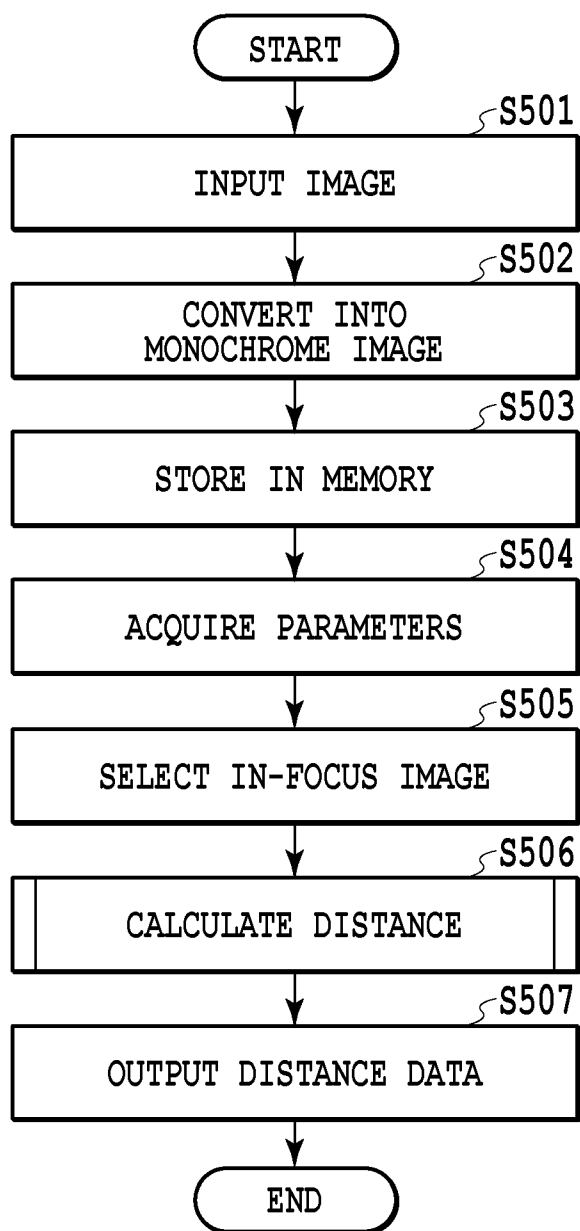 START
S501
INPUT IMAGE
S502
CONVERT INTO
MONOCHROME IMAGE
S503
STORE IN MEMORY
S504
ACQUIRE PARAMETERS
S505
SELECT IN-FOCUS IMAGE
S506
CALCULATE DISTANCE
S507
OUTPUT DISTANCE DATA
END